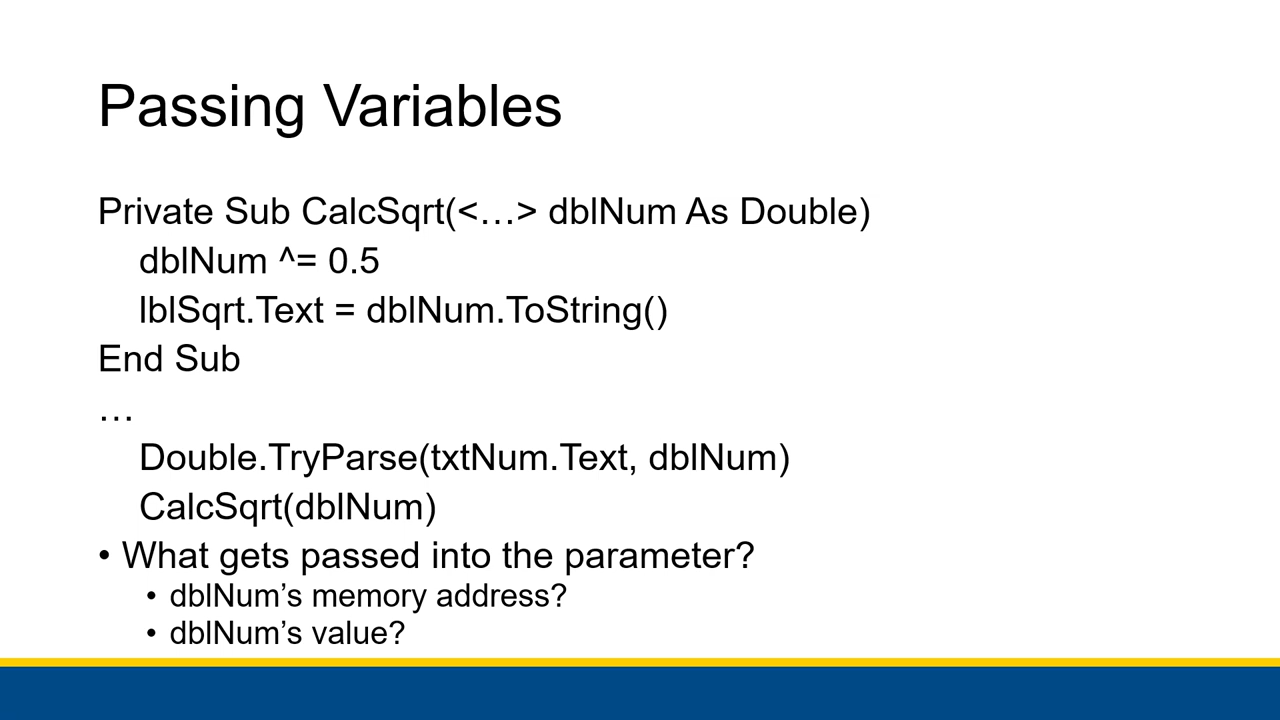 Passing Variables
Private Sub CalcSqrt(<…> dblNum As Double)
dblNum ^= 0.5
lblSqrt.Text = dblNum.ToString()
End Sub
…
Double.TryParse(txtNum.Text, dblNum)
CalcSqrt(dblNum)
• What gets passed into the parameter?
• dblNum’s memory address?
• dblNum’s value?